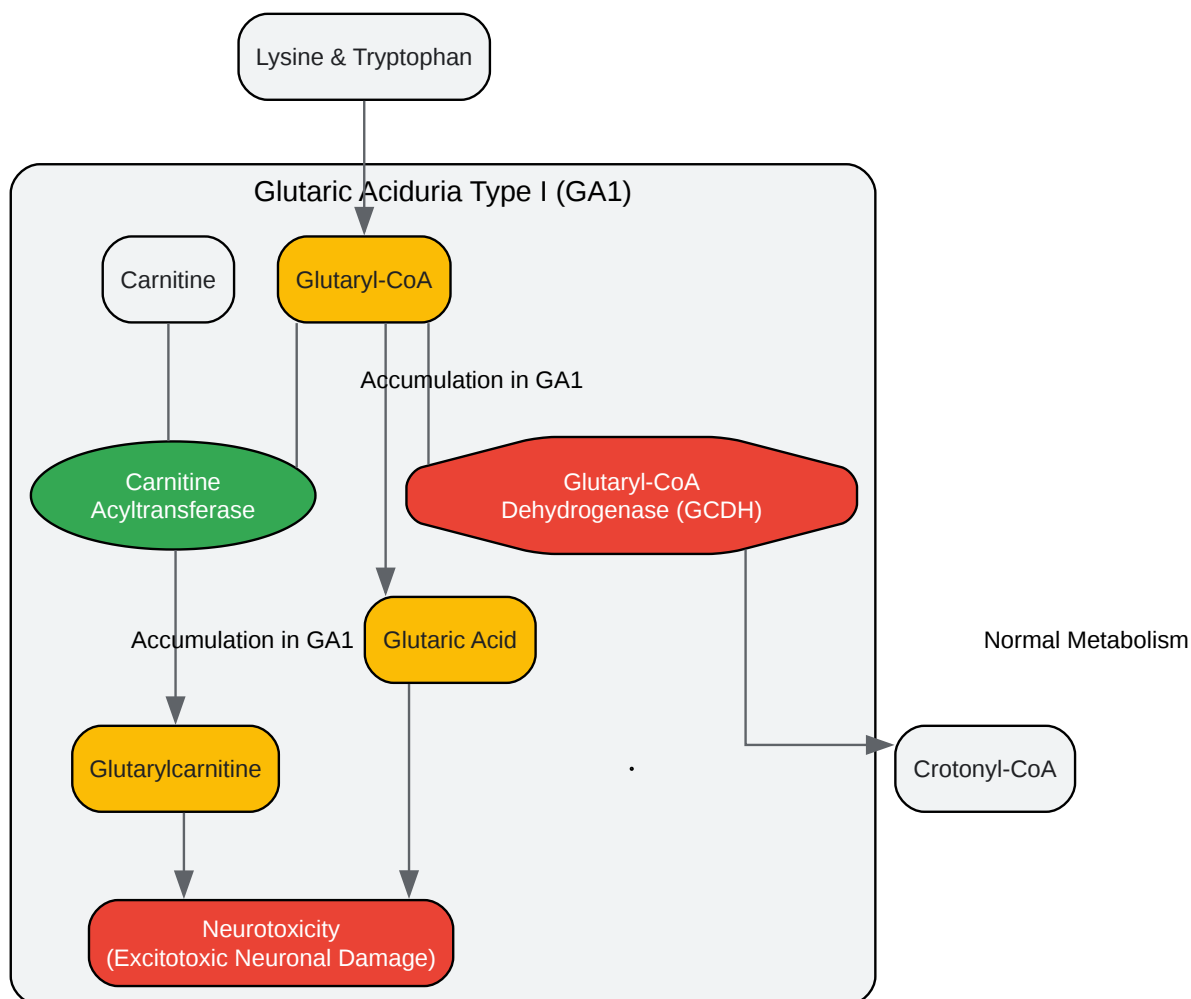 Lysine & Tryptophan
Glutaric Aciduria Type I (GA1)
Carnitine
Glutaryl-CoA
Accumulation in GA1
Carnitine
Acyltransferase
Glutaryl-CoA
Dehydrogenase (GCDH)
Accumulation in GA1
Glutaric Acid
Normal Metabolism
Glutarylcarnitine
Crotonyl-CoA
Neurotoxicity
(Excitotoxic Neuronal Damage)